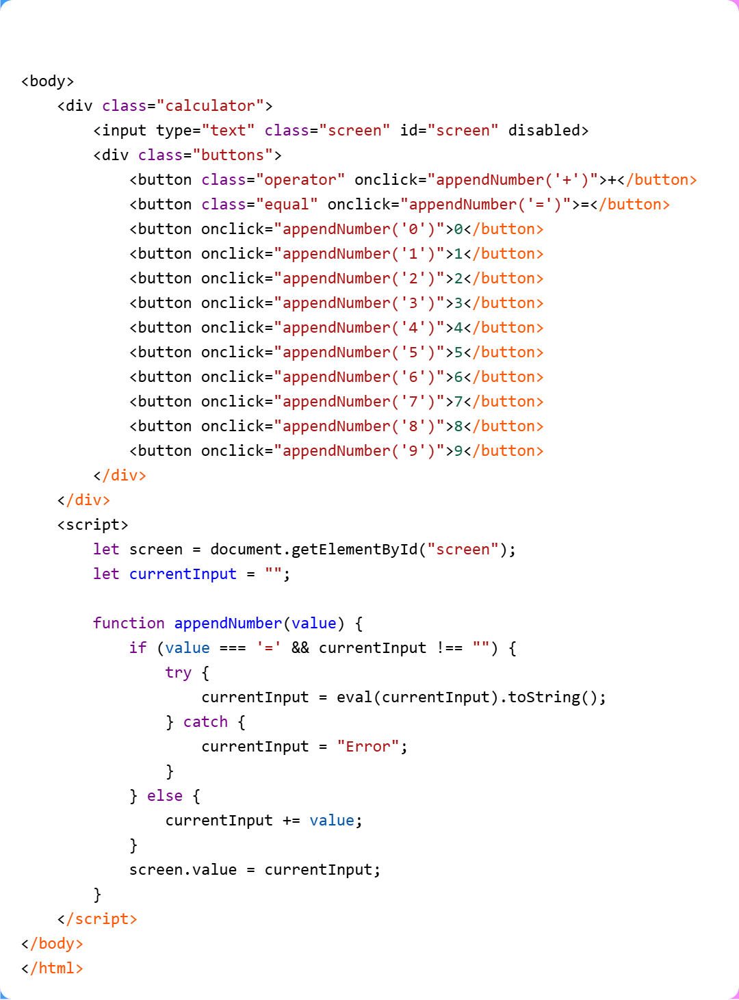 <body>
    <div class="calculator">
        <input type="text" class="screen" id="screen" disabled>
        <div class="buttons">
            <button class="operator" onclick="appendNumber('+')">+</button>
            <button class="equal" onclick="appendNumber('=')">=</button>
            <button onclick="appendNumber('0')">0</button>
            <button onclick="appendNumber('1')">1</button>
            <button onclick="appendNumber('2')">2</button>
            <button onclick="appendNumber('3')">3</button>
            <button onclick="appendNumber('4')">4</button>
            <button onclick="appendNumber('5')">5</button>
            <button onclick="appendNumber('6')">6</button>
            <button onclick="appendNumber('7')">7</button>
            <button onclick="appendNumber('8')">8</button>
            <button onclick="appendNumber('9')">9</button>
        </div>
    </div>
    <script>
        let screen = document.getElementById("screen");
        let currentInput = "";

        function appendNumber(value) {
            if (value === '=' && currentInput !== "") {
                try {
                    currentInput = eval(currentInput).toString();
                } catch {
                    currentInput = "Error";
                }
            } else {
                currentInput += value;
            }
            screen.value = currentInput;
        }
    </script>
</body>
</html>